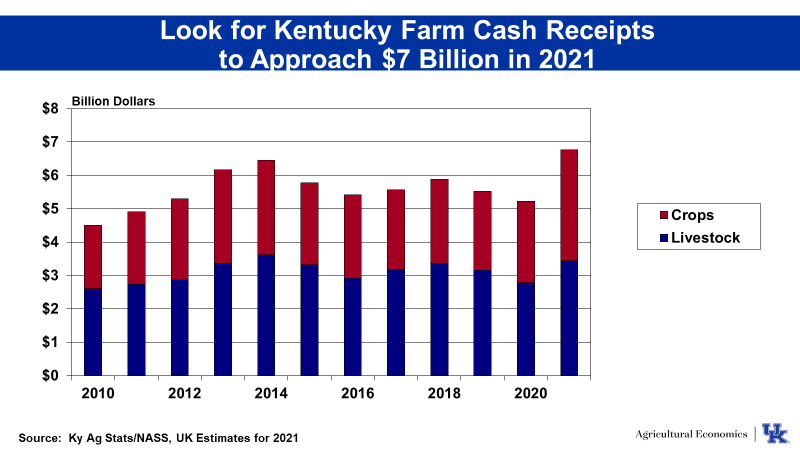 Look for Kentucky Farm Cash Receipts
to Approach $7 Billion in 2021
Billion Dollars
$8
$7
$6
$5
$4
$3
$2
$1
$0
2010 2012 2014 2016 2018 2020
Crops
Livestock
Source: Ky Ag Stats/NASS, UK Estimates for 2021
Agricultural Economics UK